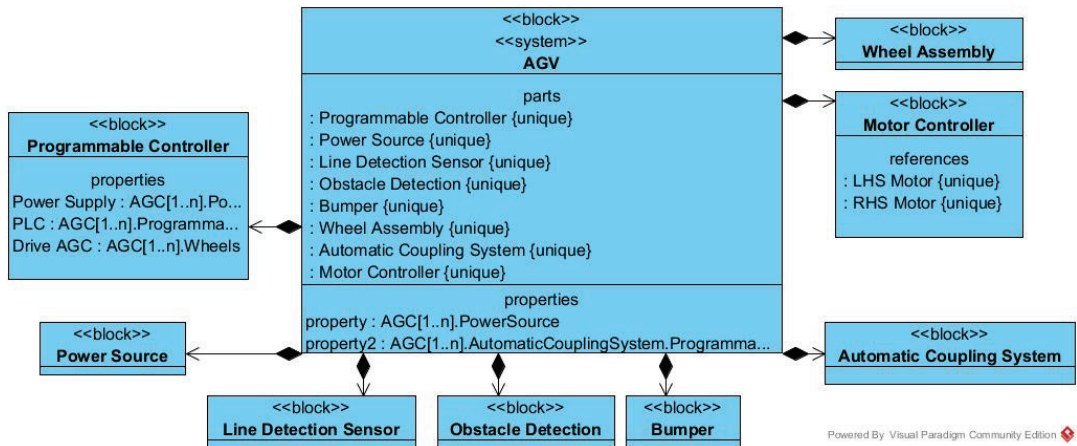 <<block>>
<<system>>
AGV
parts
: Programmable Controller {unique}
: Power Source {unique}
: Line Detection Sensor {unique}
: Obstacle Detection {unique}
: Bumper {unique}
: Wheel Assembly {unique}
: Automatic Coupling System {unique}
: Motor Controller {unique}
properties
property : AGC[1..n].PowerSource
property2 : AGC[1..n].AutomaticCouplingSystem.Programma...
<<block>>
Wheel Assembly
<<block>>
Motor Controller
references
: LHS Motor {unique}
: RHS Motor {unique}
<<block>>
Programmable Controller
properties
Power Supply : AGC[1..n].Po...
PLC : AGC[1..n].Programma...
Drive AGC : AGC[1..n].Wheels
<<block>>
Power Source
<<block>>
Automatic Coupling System
<<block>>
Line Detection Sensor
<<block>>
Obstacle Detection
<<block>>
Bumper
Powered By Visual Paradigm Community Edition